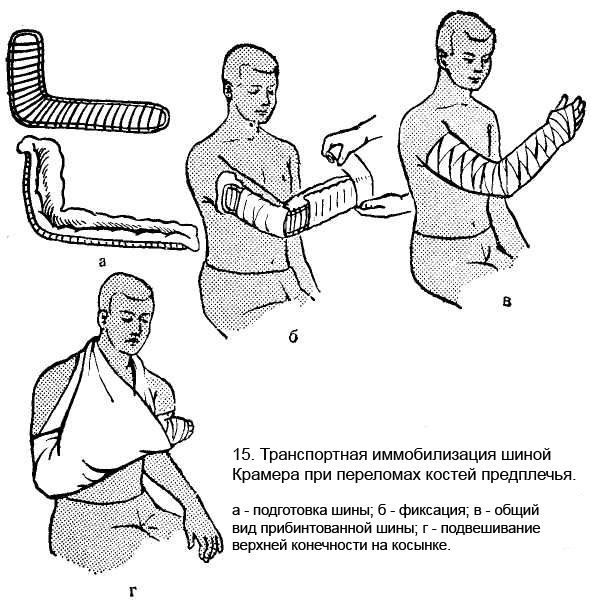 а
б
в
г
15. Транспортная иммобилизация шиной
Крамера при переломах костей предплечья.
а - подготовка шины; б - фиксация; в - общий
вид прибинтованной шины; г - подвешивание
верхней конечности на косынке.